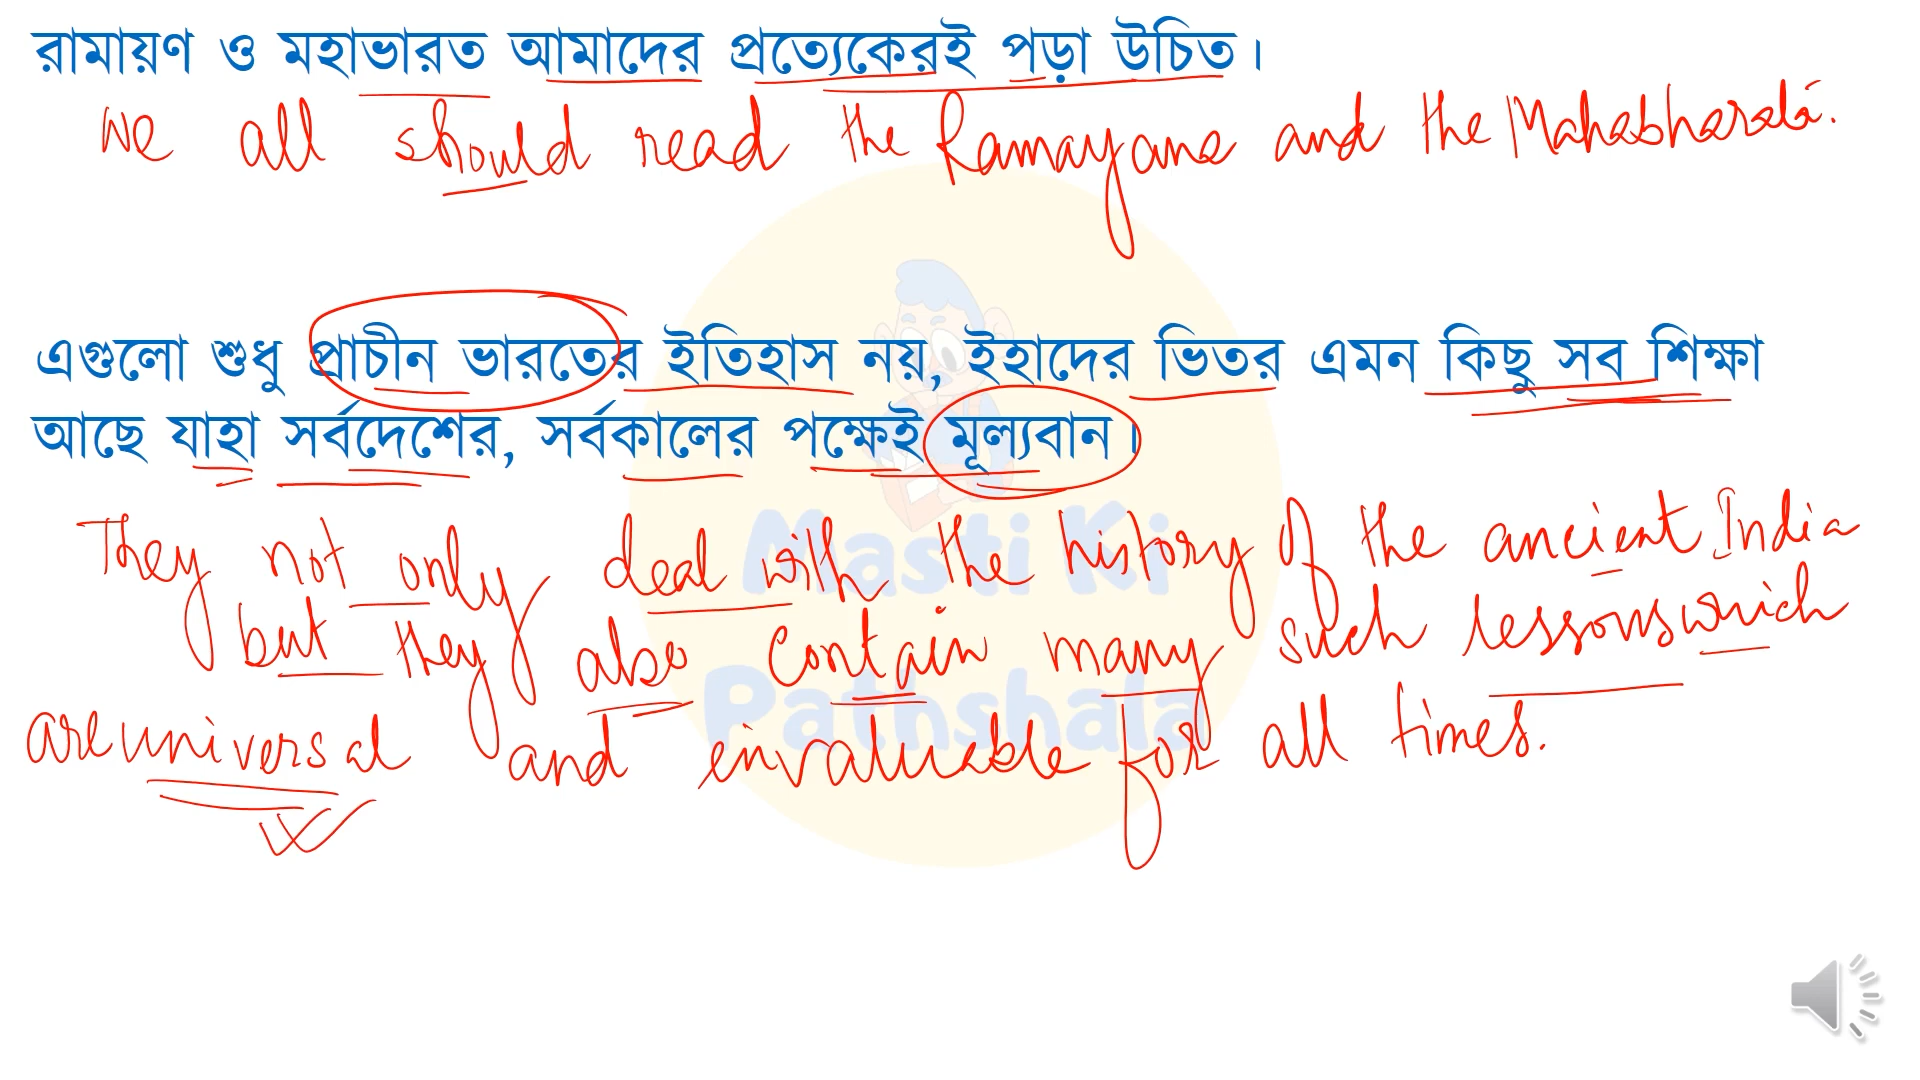 রামায়ণ ও মহাভারত আমাদের প্রত্যেকেরই পড়া উচিত।
We all should read the Ramayana and the Mahabharata.
এগুলো শুধু প্রাচীন ভারতের ইতিহাস নয়, ইহাদের ভিতর এমন কিছু সব শিক্ষা
আছে যাহা সর্বদেশের, সর্বকালের পক্ষেই মূল্যবান।
They not only deal with the history of the ancient India
but they also contain many such lessons which
are universal and invaluable for all times.
Masti Ki
Pathshala